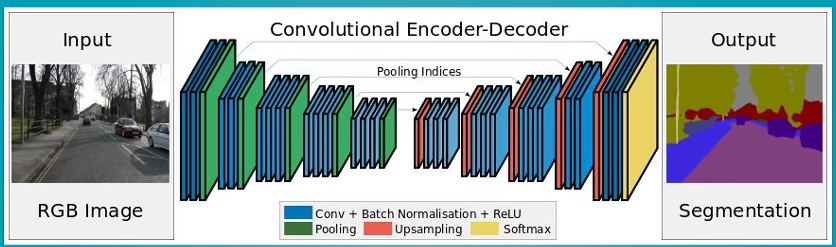 Input
RGB Image
Convolutional Encoder-Decoder
Pooling Indices
Conv + Batch Normalisation + ReLU
Pooling Upsampling Softmax
Output
Segmentation